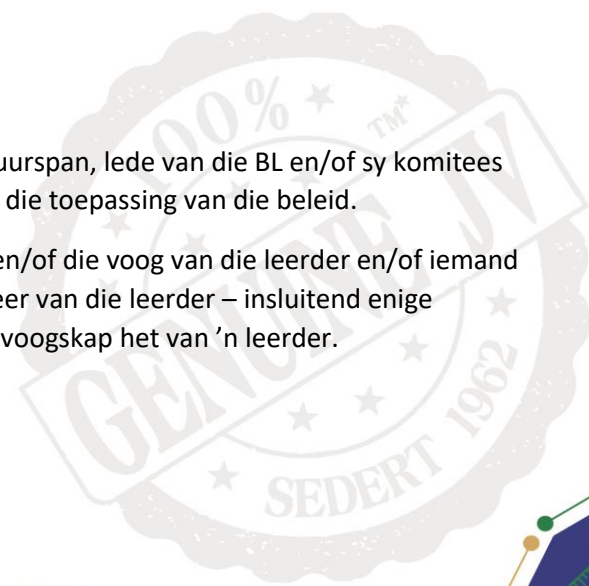 uurspan, lede van die BL en/of sy komitees
die toepassing van die beleid.
en/of die voog van die leerder en/of iemand
eer van die leerder – insluitend enige
voogskap het van ’n leerder.
100%
TM
GENUINE JV
SEDERT 1962